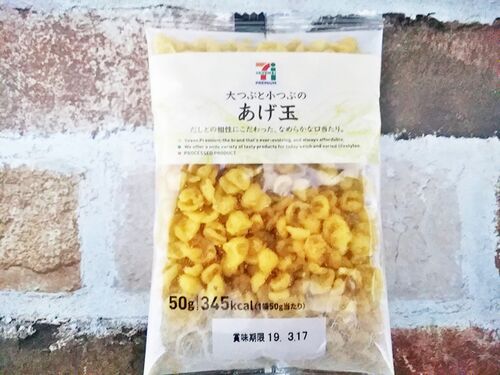 7i
PREMIUM
大つぶと小つぶの
あげ玉
だしとの相性にこだわった、なめらかな口当たり。
Seven Premium: the brand that's ever-evolving, and always affordable.
We offer a wide variety of tasty products for today's rich and varied lifestyles.
PROCESSED PRODUCT
50g 345kcal(1袋50g当たり)
賞味期限 19. 3.17